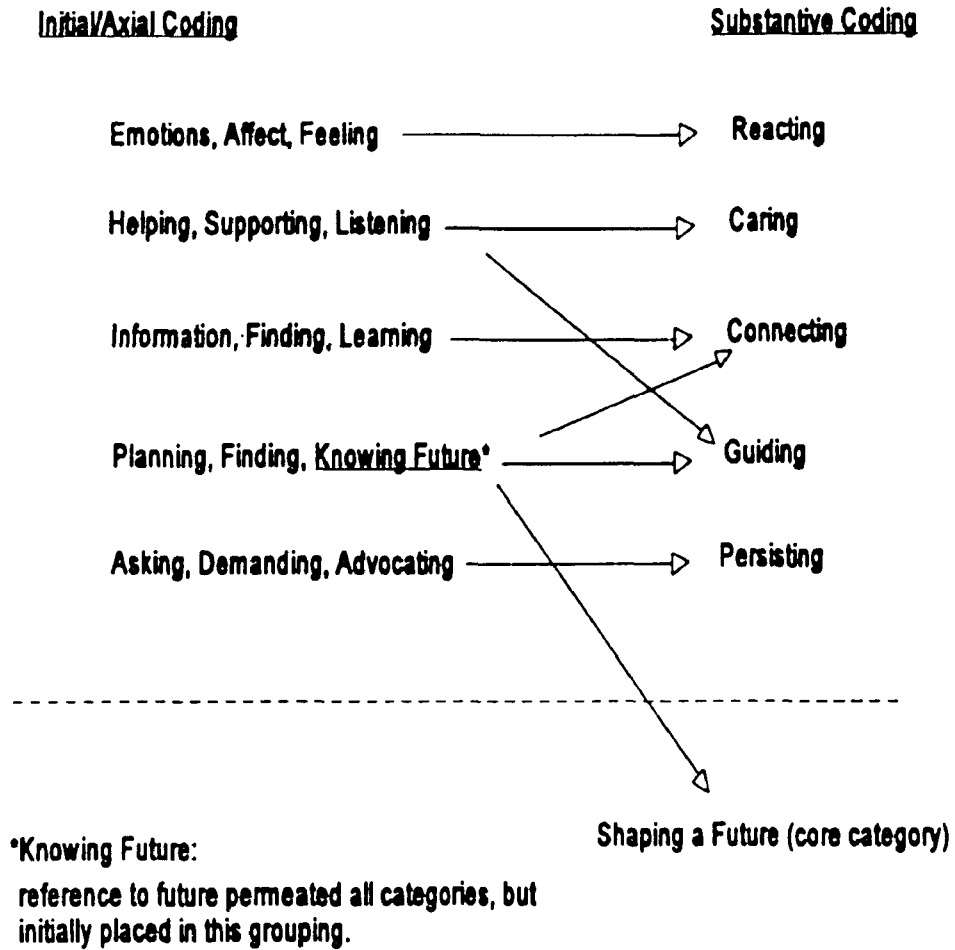 Initial/Axial Coding Substantive Coding
Emotions, Affect, Feeling Reacting
Helping, Supporting, Listening Caring
Information, Finding, Learning Connecting
Planning, Finding, Knowing Future* Guiding
Asking, Demanding, Advocating Persisting
Shaping a Future (core category)
*Knowing Future:
reference to future permeated all categories, but
initially placed in this grouping.